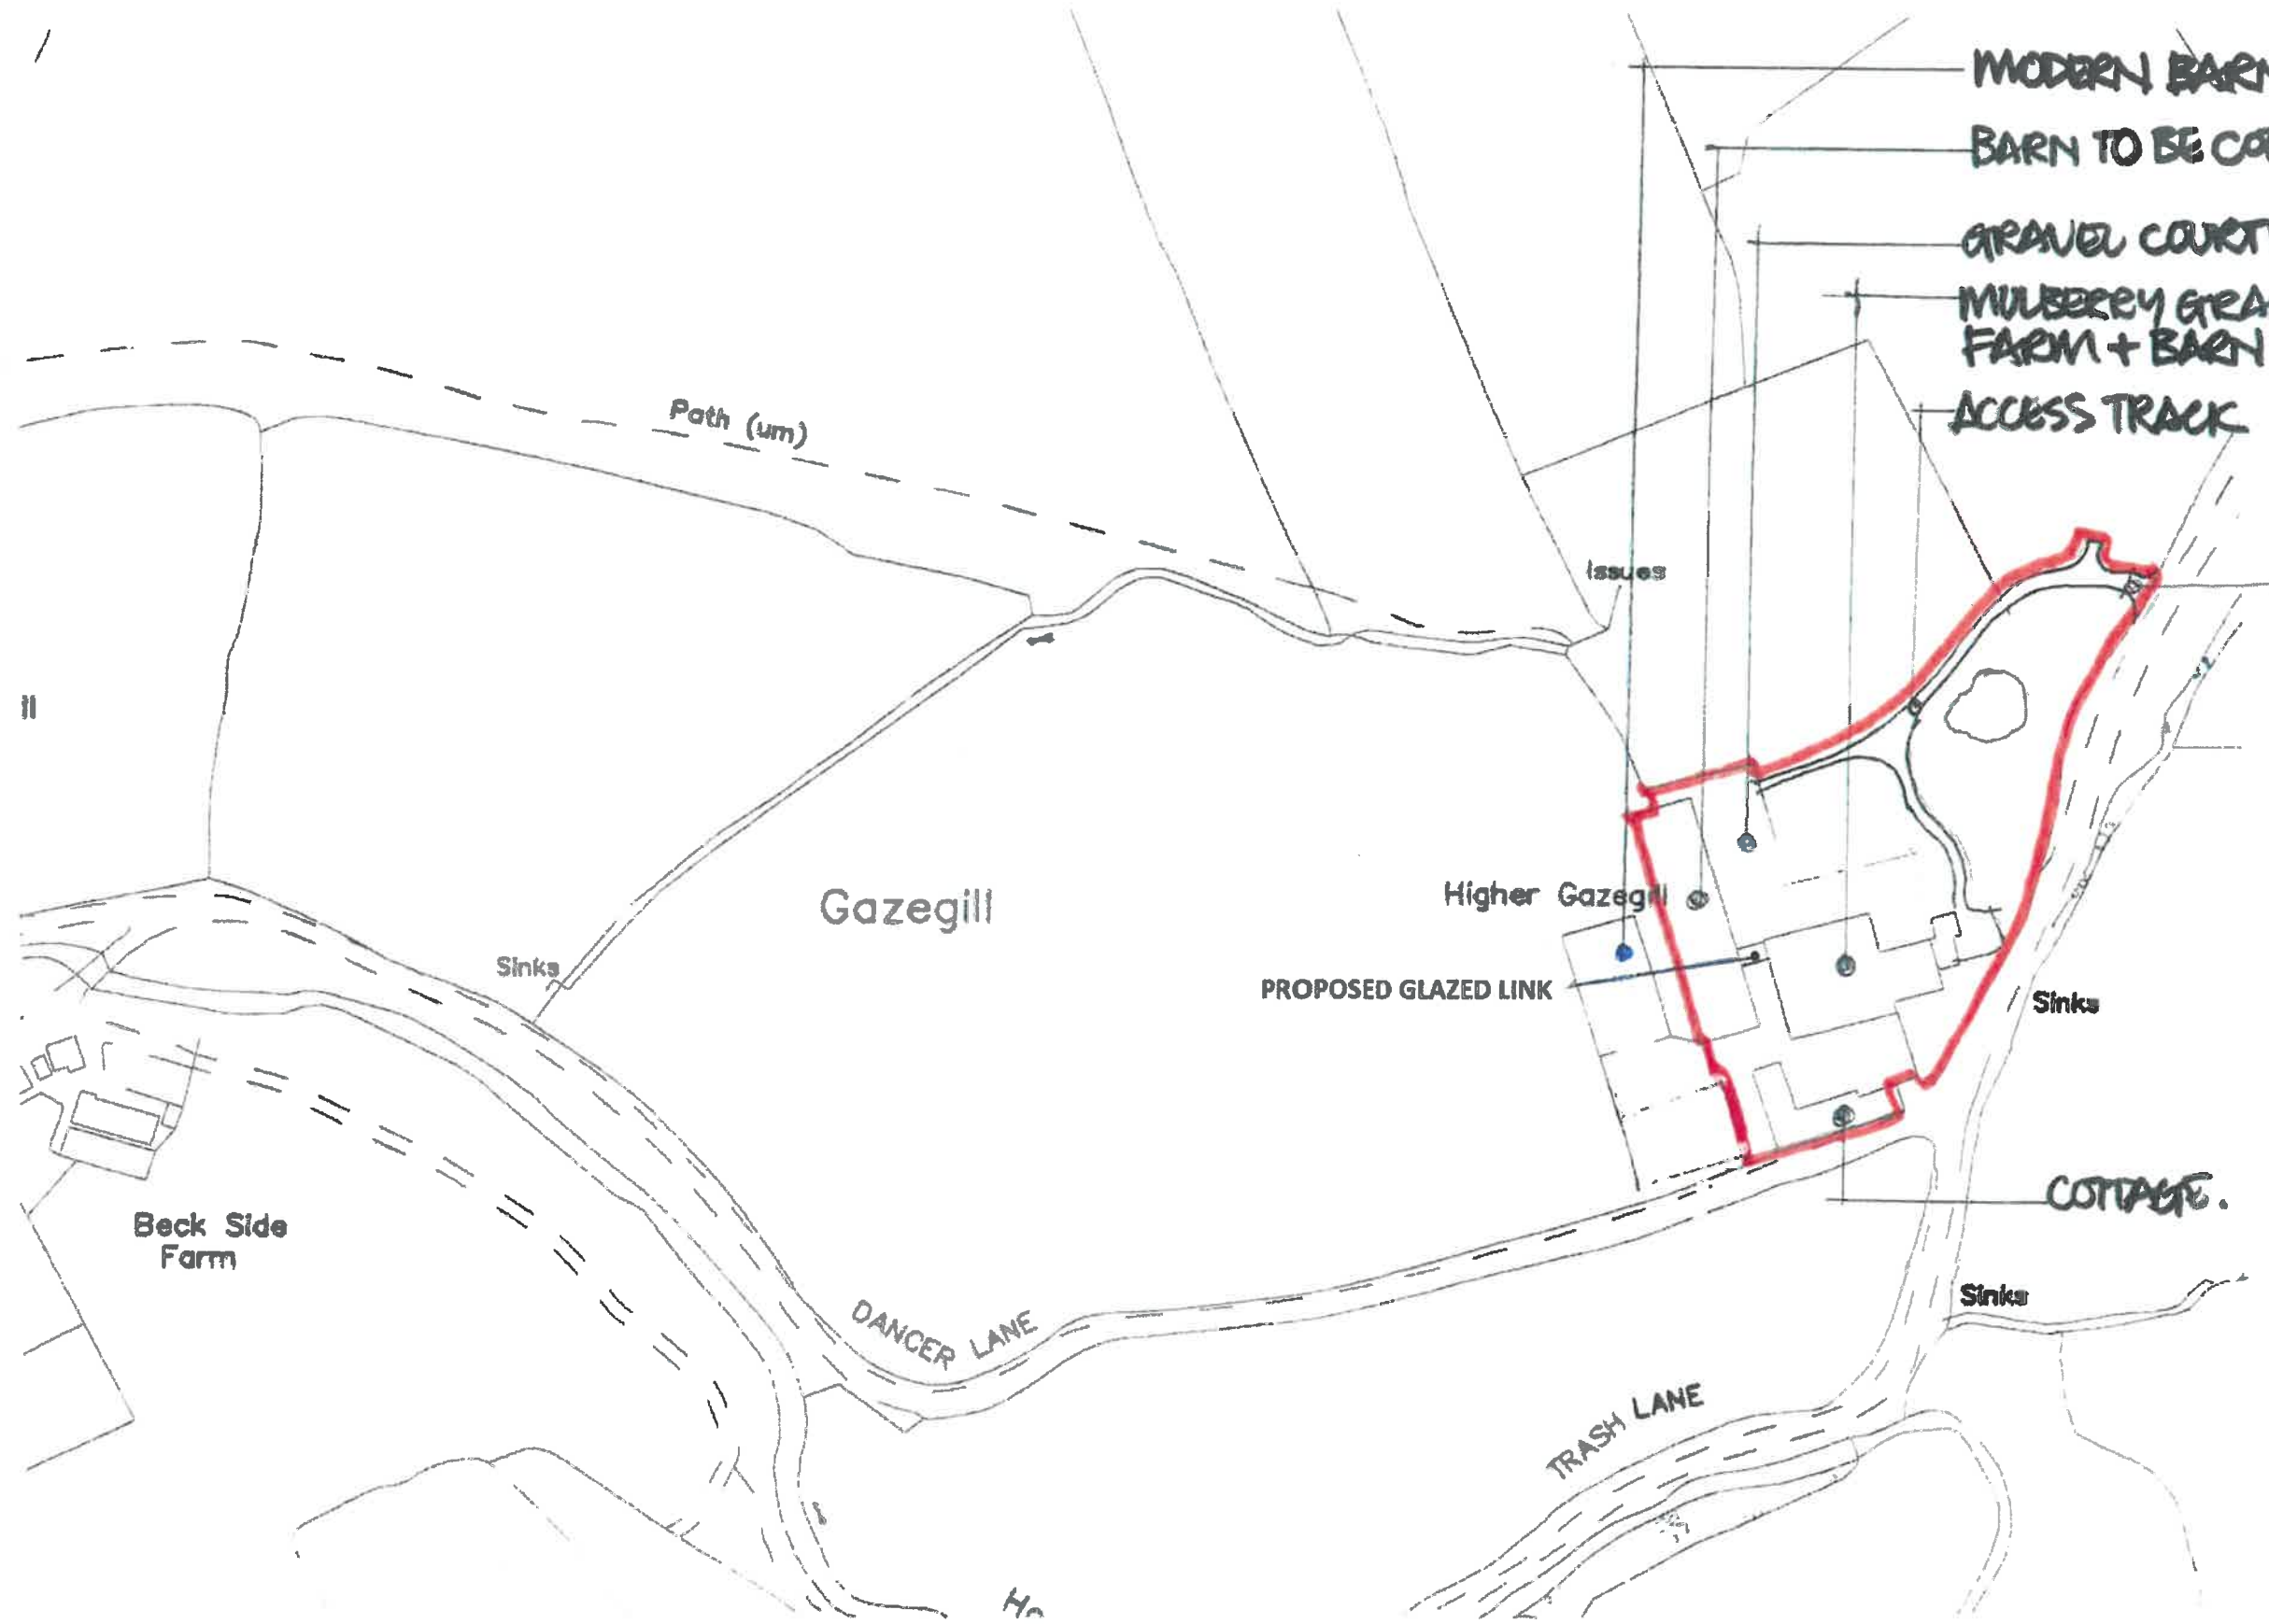 MODERN BARN
BARN TO BE CO
GRAVEL COURT
MULBERRY GRA
FARM + BARN
ACCESS TRACK
Path (um)
Issues
ll
Gazegill
Higher Gazegill
Sinks
PROPOSED GLAZED LINK
Sinks
COTTAGE.
Beck Side
Farm
Sinks
DANCER LANE
TRASH LANE